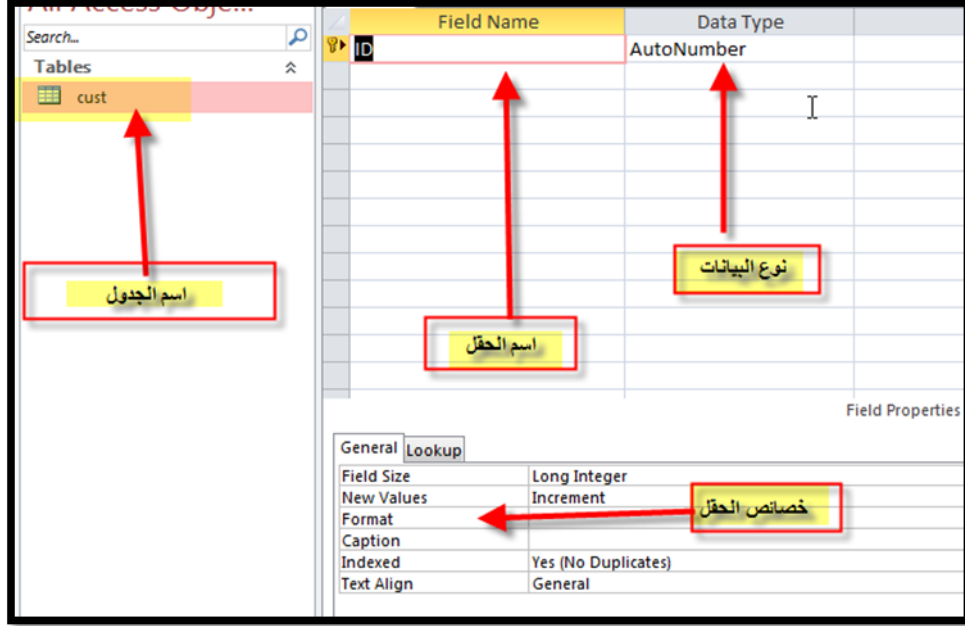 All Access Obje...
Search...
Tables
cust
اسم الجدول
Field Name
Data Type
ID
AutoNumber
نوع البيانات
اسم الحقل
Field Properties
General
Lookup
Field Size
Long Integer
New Values
Increment
Format
Caption
Indexed
Yes (No Duplicates)
Text Align
General
خصائص الحقل